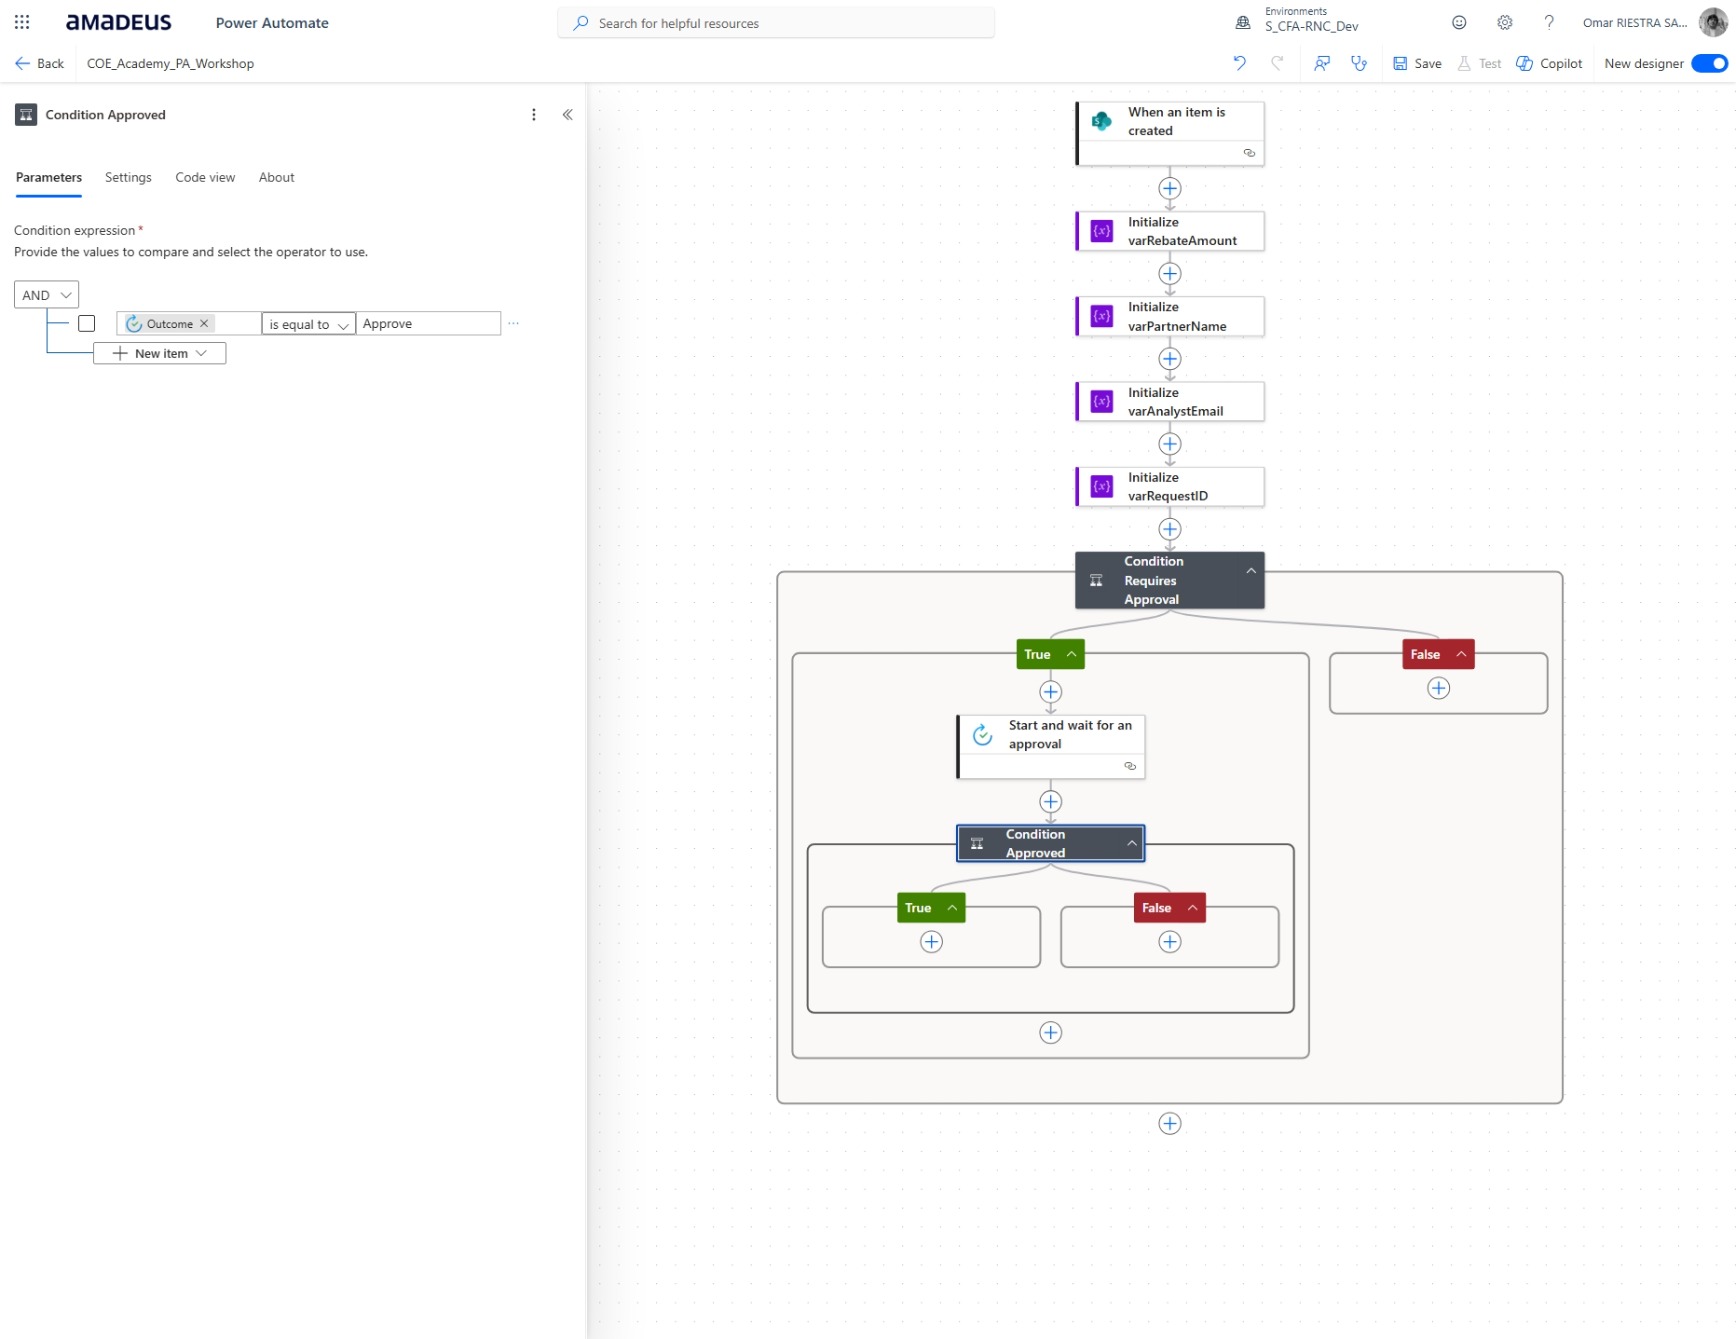 amadeus
Power Automate
Search for helpful resources
Environments
S_CFA-RNC_Dev
Omar RIESTRA SA...
Back
COE_Academy_PA_Workshop
Save
Test
Copilot
New designer
Condition Approved
Parameters
Settings
Code view
About
Condition expression *
Provide the values to compare and select the operator to use.
AND
Outcome
is equal to
Approve
New item
When an item is
created
Initialize
varRebateAmount
Initialize
varPartnerName
Initialize
varAnalystEmail
Initialize
varRequestID
Condition
Requires
Approval
True
False
Start and wait for an
approval
Condition
Approved
True
False